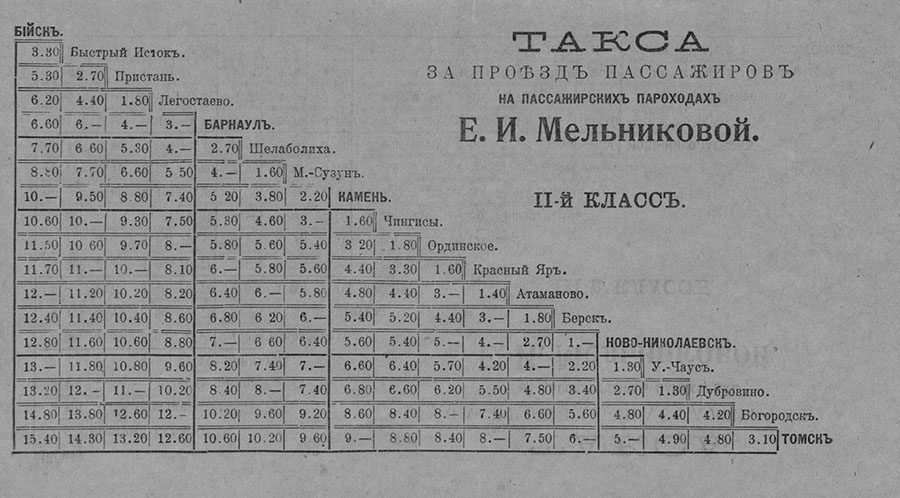 ТАКСА
ЗА ПРОѢЗДЪ ПАССАЖИРОВЪ
НА ПАССАЖИРСКИХЪ ПАРОХОДАХЪ
Е. И. Мельниковой.
II-й КЛАССЪ.
БІЙСКЪ.
3.30 Быстрый Истокъ.
5.30 2.70 Пристань.
6.20 4.40 1.80 Легостаево.
6.60 6.— 4.— 3.— БАРНАУЛЪ.
7.70 6 60 5.30 4.— 2.70 Шелаболиха.
8.80 7.70 6.60 5 50 4.— 1.60 М.-Сузунъ.
10.— 9.50 8.80 7.40 5 20 3.80 2.20 КАМЕНЬ.
10.60 10.— 9.30 7.50 5.30 4.60 3.— 1.60 Чингисы.
11.50 10 60 9.70 8.— 5.80 5.60 5.40 3 20 1.80 Ординское.
11.70 11.— 10.— 8.10 6.— 5.80 5.60 4.40 3.30 1.60 Красный Яръ.
12.— 11.20 10.20 8.20 6.40 6.— 5.80 4.80 4.40 3.— 1.40 Атаманово.
12.40 11.40 10.40 8.60 6.80 6 20 6.— 5.40 5.20 4.40 3.— 1.80 Берскъ.
12.80 11.60 10.60 8.80 7.— 6 60 6.40 5.60 5.40 5.— 4.— 2.70 1.— НОВО-НИКОЛАЕВСКЪ.
13.— 11.80 10.80 9.60 8.20 7.40 7.— 6.60 6.40 5.70 4.20 4.— 2.20 1.30 У.-Чаусъ.
13.20 12.- 11.— 10.20 8.40 8.— 7.40 6.80 6.60 6.20 5.50 4.80 3.40 2.70 1.30 Дубровино.
14.80 13.80 12.60 12.- 10.20 9.60 9.20 8.60 8.40 8.— 7.40 6.60 5.60 4.80 4.40 4.20 Богородскъ.
15.40 14.30 13.20 12.60 10.60 10.20 9.60 9.— 8.80 8.40 8.— 7.50 6.— 5.— 4.90 4.80 3.10 ТОМСКЪ